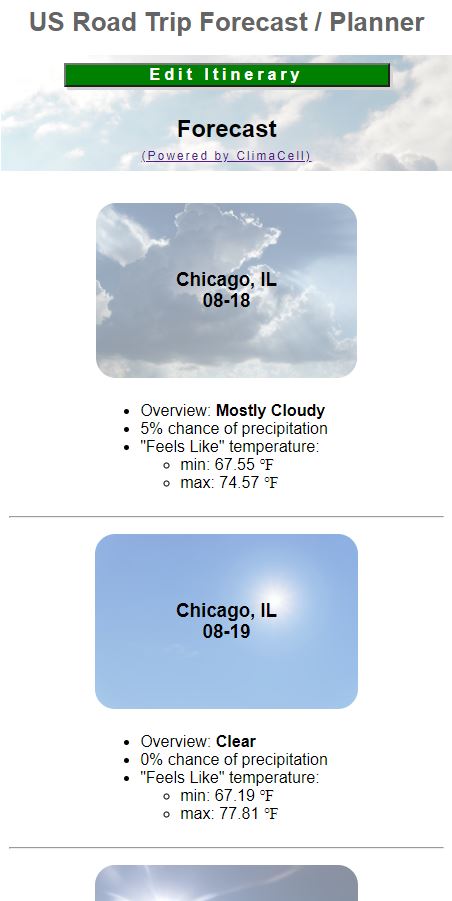 US Road Trip Forecast / Planner
Edit Itinerary
Forecast
(Powered by ClimaCell)
Chicago, IL
08-18
Overview: Mostly Cloudy
5% chance of precipitation
"Feels Like" temperature:
min: 67.55 °F
max: 74.57 °F
Chicago, IL
08-19
Overview: Clear
0% chance of precipitation
"Feels Like" temperature:
min: 67.19 °F
max: 77.81 °F